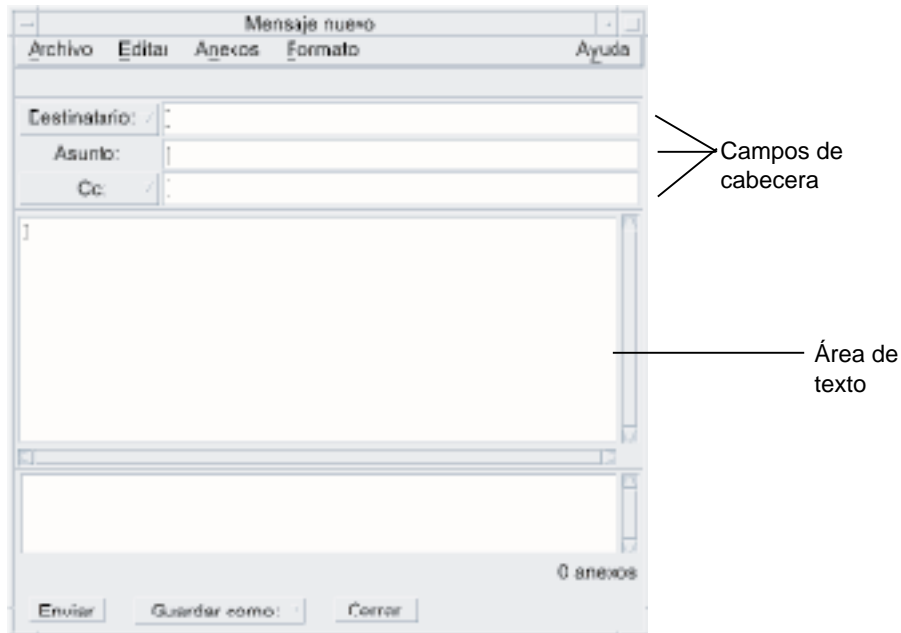 Mensaje nuevo
Archivo Editar Anexos Formato Ayuda
Destinatario:
Asunto:
Cc:
Campos de
cabecera
Área de
texto
0 anexos
Enviar Guardar como: Cerrar